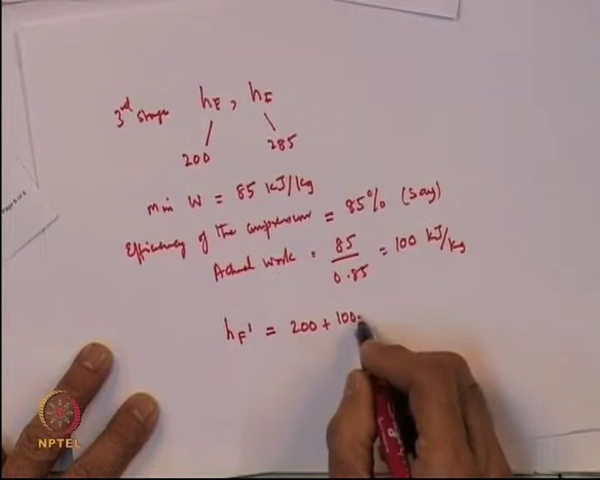 3rd stage hE, hF
200 285
min W = 85 kJ/kg
Efficiency of the compressor = 85% (say)
Actual work = 85 / 0.85 = 100 kJ/kg
hF' = 200 + 100
NPTEL